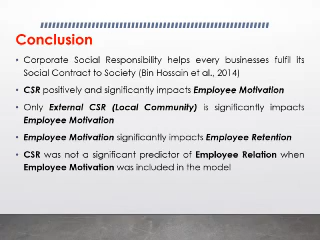 Conclusion
• Corporate Social Responsibility helps every businesses fulfil its
Social Contract to Society (Bin Hossain et al., 2014)
• CSR positively and significantly impacts Employee Motivation
• Only External CSR (Local Community) is significantly impacts
Employee Motivation
• Employee Motivation significantly impacts Employee Retention
• CSR was not a significant predictor of Employee Relation when
Employee Motivation was included in the model